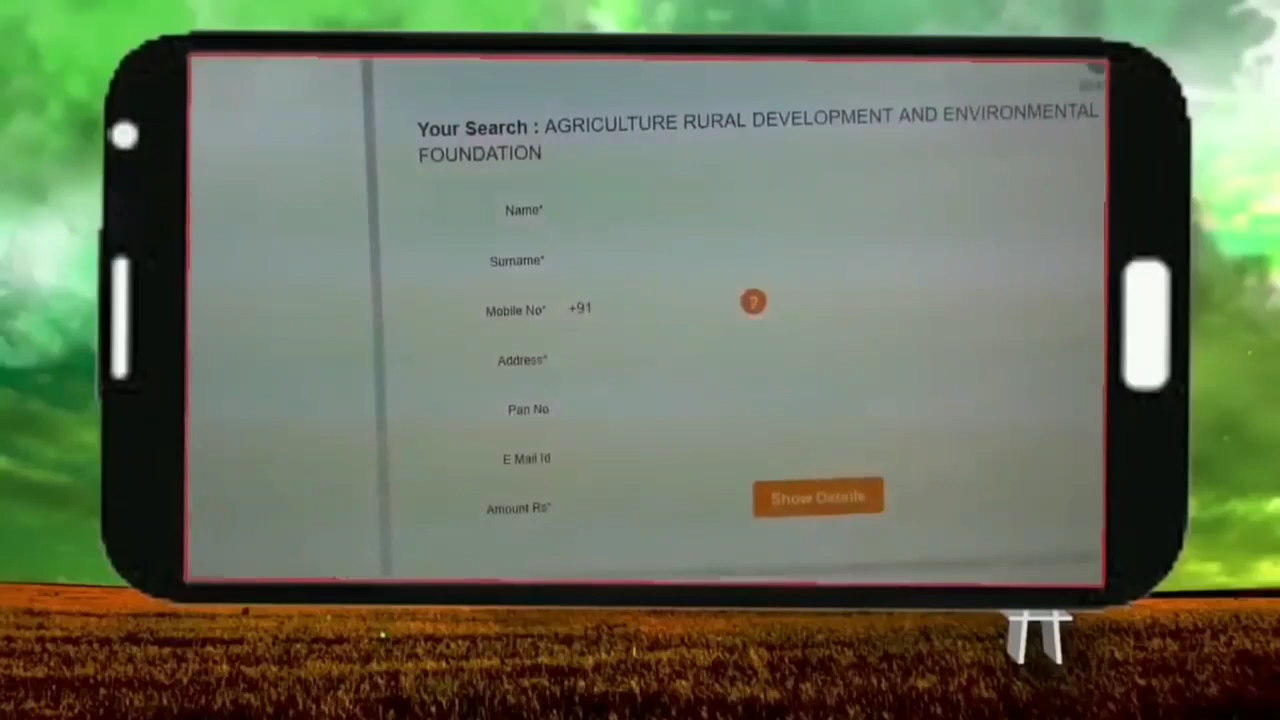 Your Search : AGRICULTURE RURAL DEVELOPMENT AND ENVIRONMENTAL
FOUNDATION
Name*
Surname*
Mobile No* +91 ?
Address*
Pan No
E Mail Id
Show Details
Amount Rs*